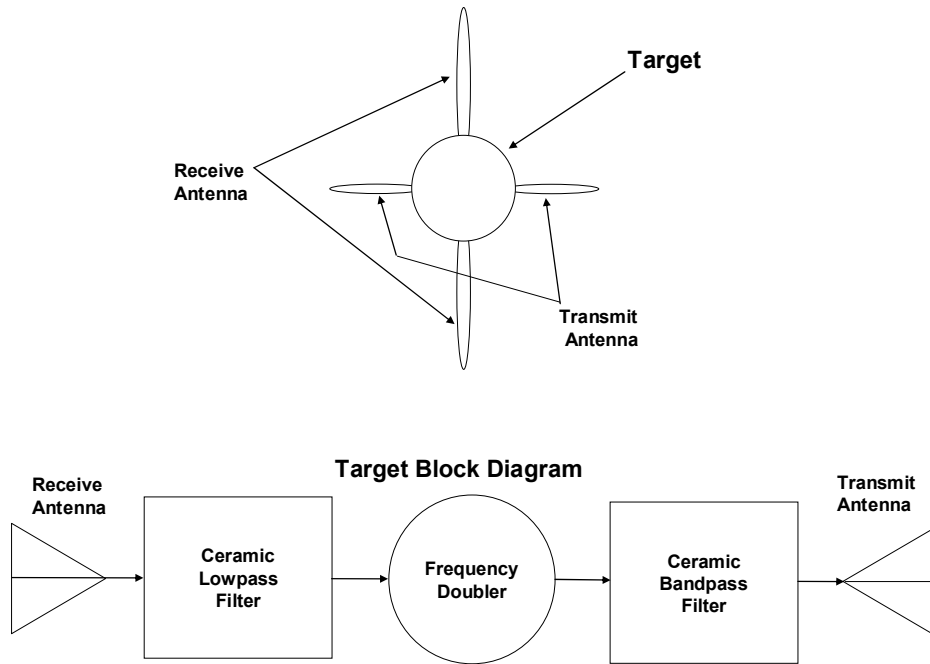 Target
Receive
Antenna
Transmit
Antenna
Target Block Diagram
Receive
Antenna
Transmit
Antenna
Ceramic
Lowpass
Filter
Frequency
Doubler
Ceramic
Bandpass
Filter